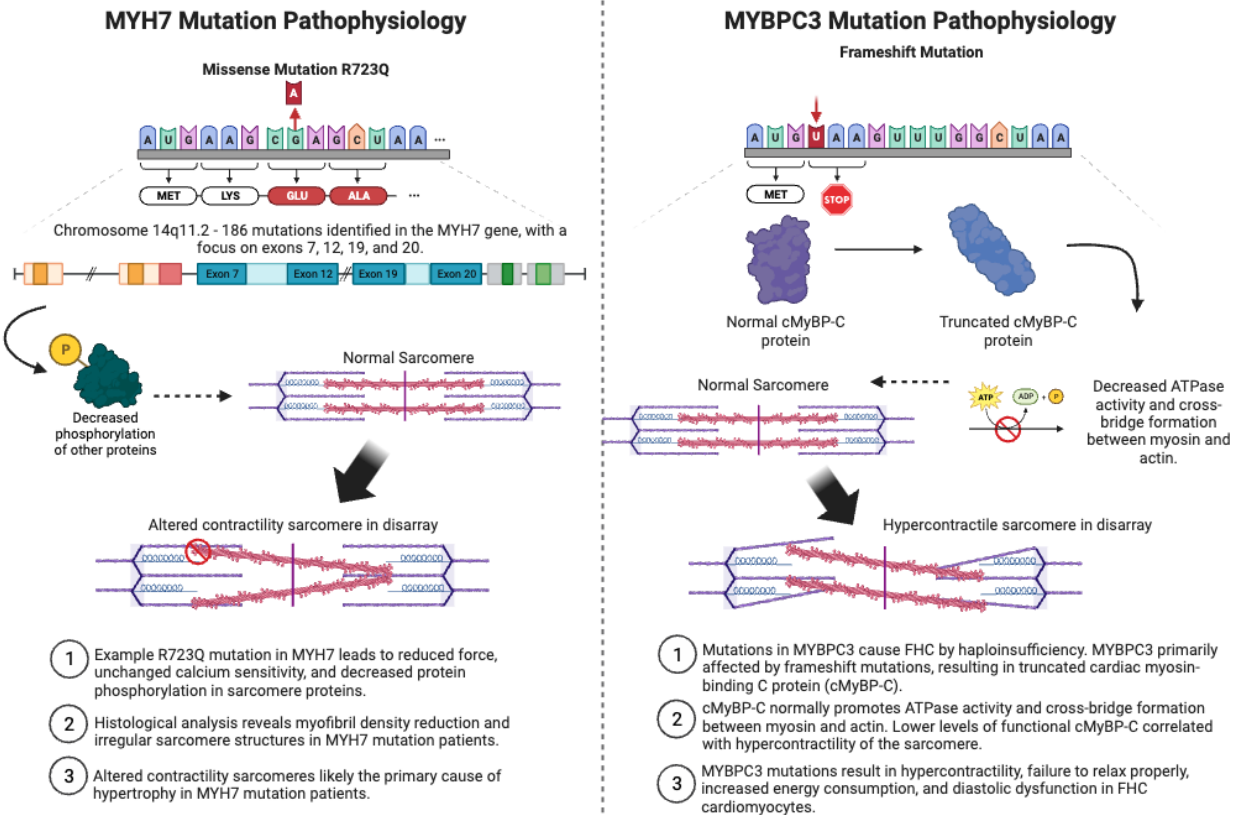 MYH7 Mutation Pathophysiology
Missense Mutation R723Q
A
A U G A A G C G A G C U A A ...
MET LYS GLU ALA ...
Chromosome 14q11.2 - 186 mutations identified in the MYH7 gene, with a
focus on exons 7, 12, 19, and 20.
Exon 7 Exon 12 Exon 19 Exon 20
P
Decreased
phosphorylation
of other proteins
Normal Sarcomere
Altered contractility sarcomere in disarray
1 Example R723Q mutation in MYH7 leads to reduced force,
unchanged calcium sensitivity, and decreased protein
phosphorylation in sarcomere proteins.
2 Histological analysis reveals myofibril density reduction and
irregular sarcomere structures in MYH7 mutation patients.
3 Altered contractility sarcomeres likely the primary cause of
hypertrophy in MYH7 mutation patients.
MYBPC3 Mutation Pathophysiology
Frameshift Mutation
A U G U A A G U U U G G C U A A
MET STOP
Normal cMyBP-C
protein
Truncated cMyBP-C
protein
Normal Sarcomere
ATP ADP + P
Decreased ATPase
activity and cross-
bridge formation
between myosin and
actin.
Hypercontractile sarcomere in disarray
1 Mutations in MYBPC3 cause FHC by haploinsufficiency. MYBPC3 primarily
affected by frameshift mutations, resulting in truncated cardiac myosin-
binding C protein (cMyBP-C).
2 cMyBP-C normally promotes ATPase activity and cross-bridge formation
between myosin and actin. Lower levels of functional cMyBP-C correlated
with hypercontractility of the sarcomere.
3 MYBPC3 mutations result in hypercontractility, failure to relax properly,
increased energy consumption, and diastolic dysfunction in FHC
cardiomyocytes.